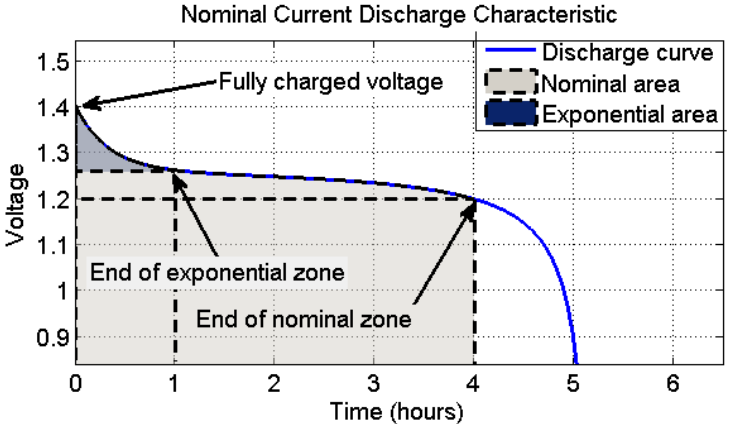 Nominal Current Discharge Characteristic
Discharge curve
Nominal area
Exponential area
Fully charged voltage
End of exponential zone
End of nominal zone
Voltage
1.5
1.4
1.3
1.2
1.1
1
0.9
0 1 2 3 4 5 6
Time (hours)